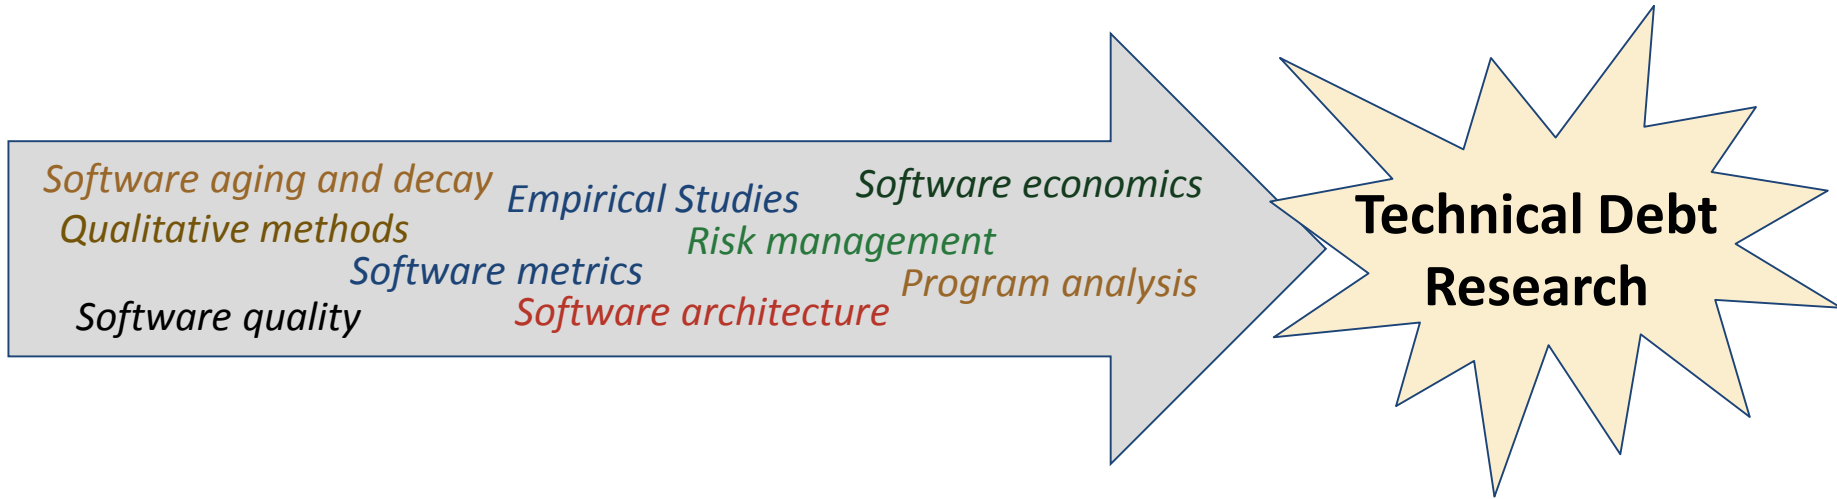 Software aging and decay
Empirical Studies
Software economics
Qualitative methods
Risk management
Software metrics
Program analysis
Software quality
Software architecture
Technical Debt
Research